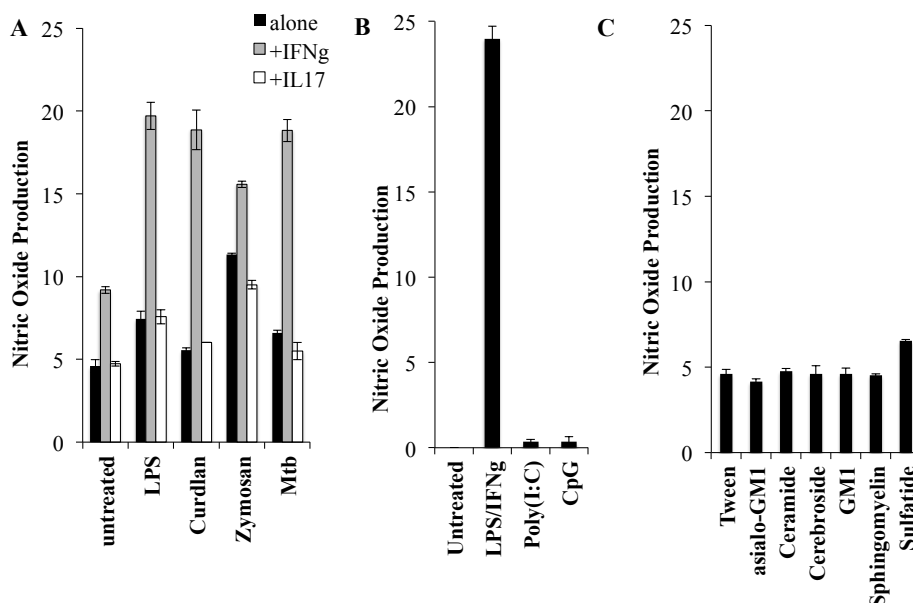 A
alone
+IFNg
+IL17
Nitric Oxide Production
25
20
15
10
5
0
untreated
LPS
Curdlan
Zymosan
Mtb
B
Nitric Oxide Production
25
20
15
10
5
0
Untreated
LPS/IFNg
Poly(I:C)
CpG
C
Nitric Oxide Production
25
20
15
10
5
0
Tween
asialo-GM1
Ceramide
Cerebroside
GM1
Sphingomyelin
Sulfatide